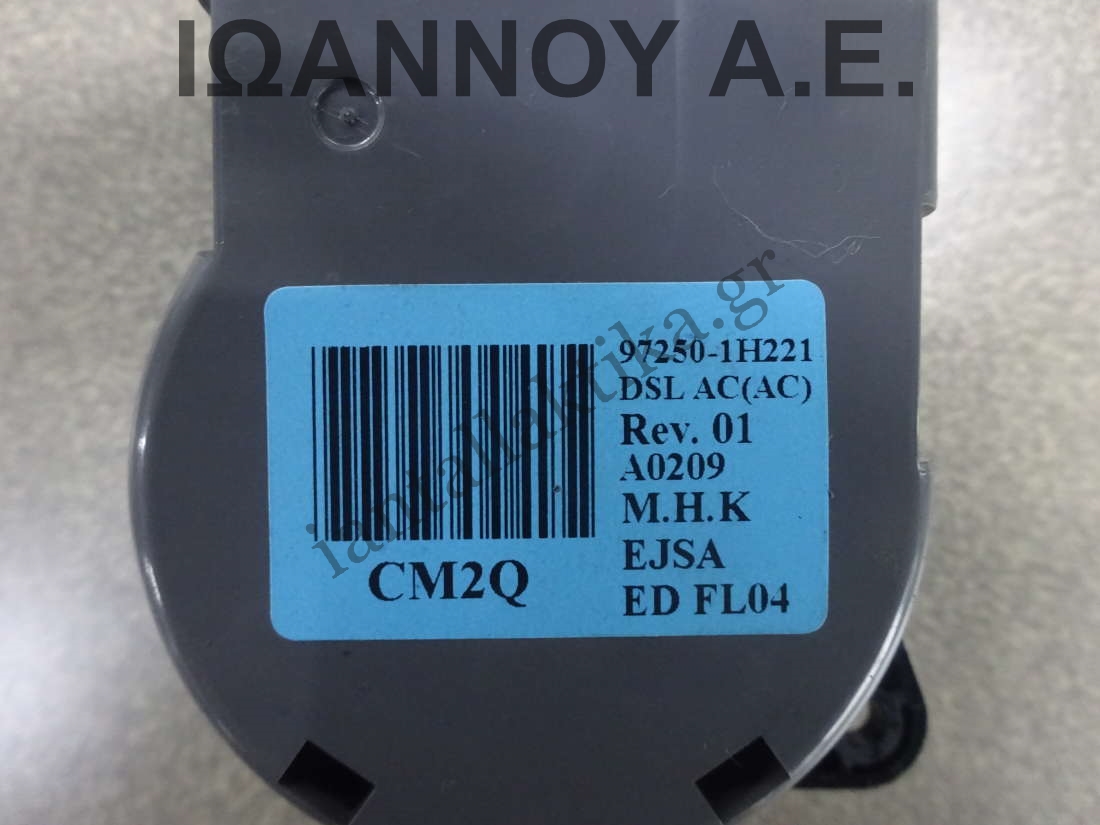 ΙΩΑΝΝΟΥ Α.Ε.
iantallaktika.gr
97250-1H221
DSL AC(AC)
Rev. 01
A0209
M.H.K
EJSA
ED FL04
CM2Q